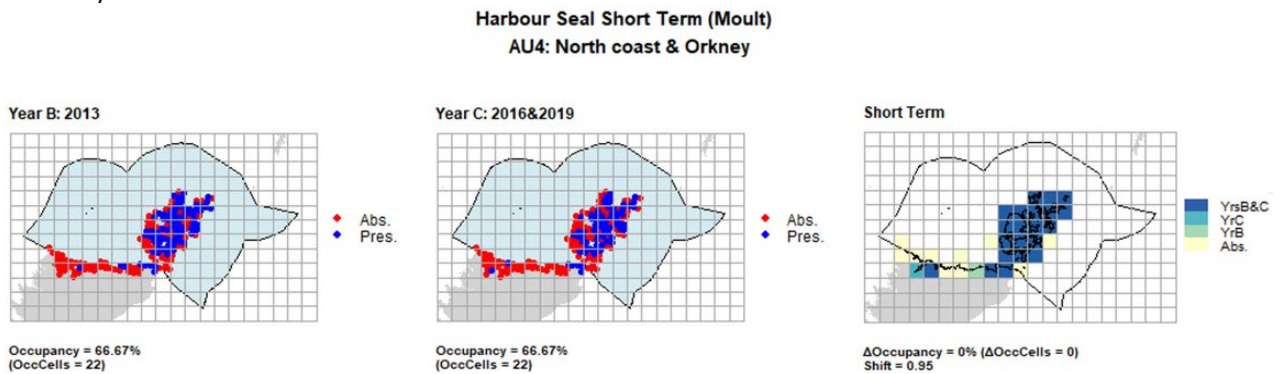 Harbour Seal Short Term (Moult)
AU4: North coast & Orkney
Year B: 2013
Abs.
Pres.
Occupancy = 66.67%
(OccCells = 22)
Year C: 2016&2019
Abs.
Pres.
Occupancy = 66.67%
(OccCells = 22)
Short Term
YrsB&C
YrC
YrB
Abs.
ΔOccupancy = 0% (ΔOccCells = 0)
Shift = 0.95